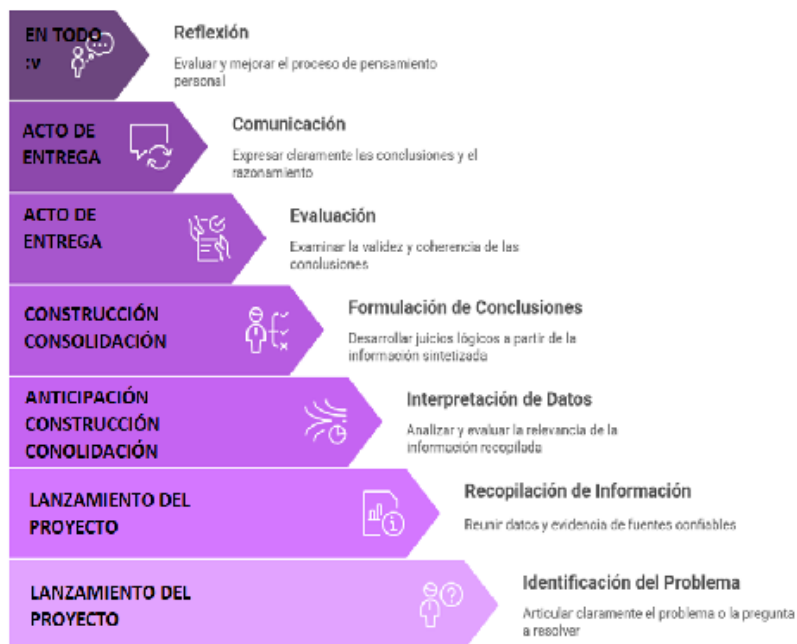 EN TODO
:v
Reflexión
Evaluar y mejorar el proceso de pensamiento
personal
ACTO DE
ENTREGA
Comunicación
Expresar claramente las conclusiones y el
razonamiento
ACTO DE
ENTREGA
Evaluación
Examinar la validez y coherencia de las
conclusiones
CONSTRUCCIÓN
CONSOLIDACIÓN
Formulación de Conclusiones
Desarrollar juicios lógicos a partir de la
información sintetizada
ANTICIPACIÓN
CONSTRUCCIÓN
CONOLIDACIÓN
Interpretación de Datos
Analizar y evaluar la relevancia de la
información recopilada
LANZAMIENTO DEL
PROYECTO
Recopilación de Información
Reunir datos y evidencia de fuentes confiables
LANZAMIENTO DEL
PROYECTO
Identificación del Problema
Articular claramente el problema o la pregunta
a resolver